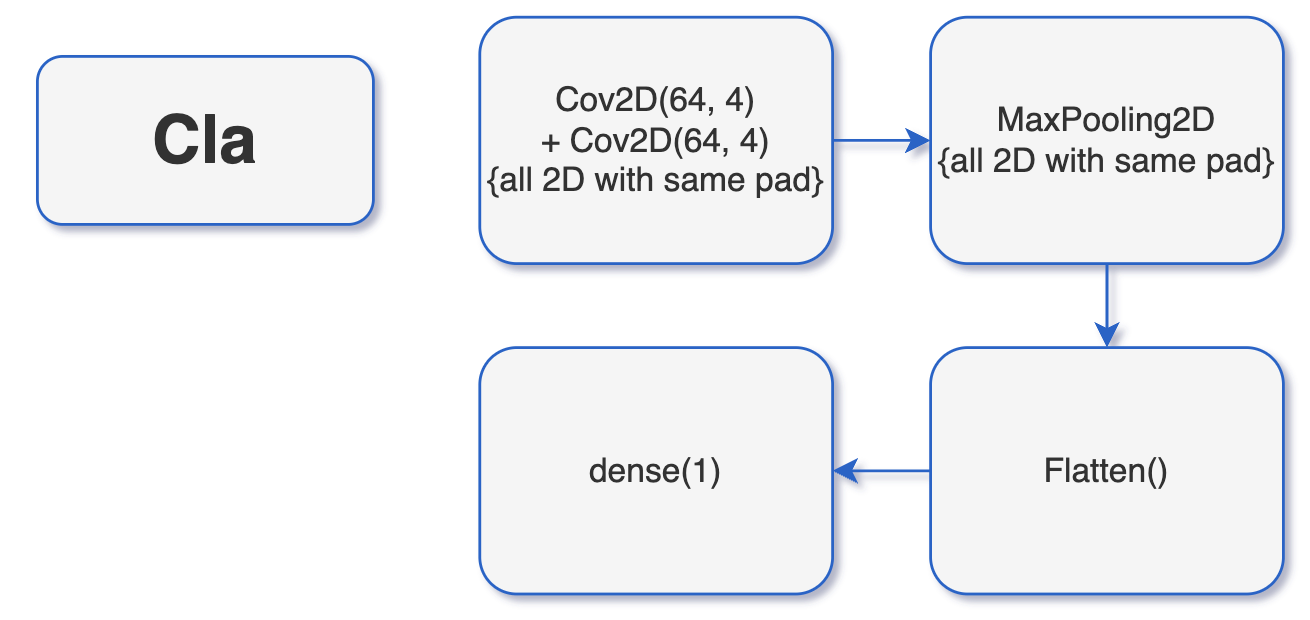 Cla
Cov2D(64, 4)
+ Cov2D(64, 4)
{all 2D with same pad}
MaxPooling2D
{all 2D with same pad}
Flatten()
dense(1)